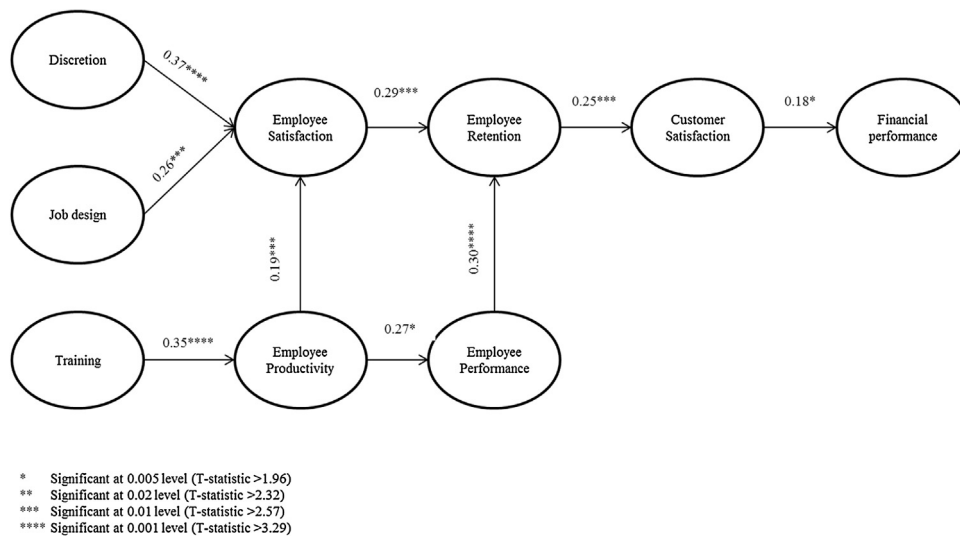 Discretion
0.37****
Employee
Satisfaction
0.29***
Employee
Retention
0.25***
Customer
Satisfaction
0.18*
Financial
performance
0.26***
Job design
0.19***
0.30****
Training
0.35****
Employee
Productivity
0.27*
Employee
Performance
* Significant at 0.005 level (T-statistic >1.96)
** Significant at 0.02 level (T-statistic >2.32)
*** Significant at 0.01 level (T-statistic >2.57)
**** Significant at 0.001 level (T-statistic >3.29)